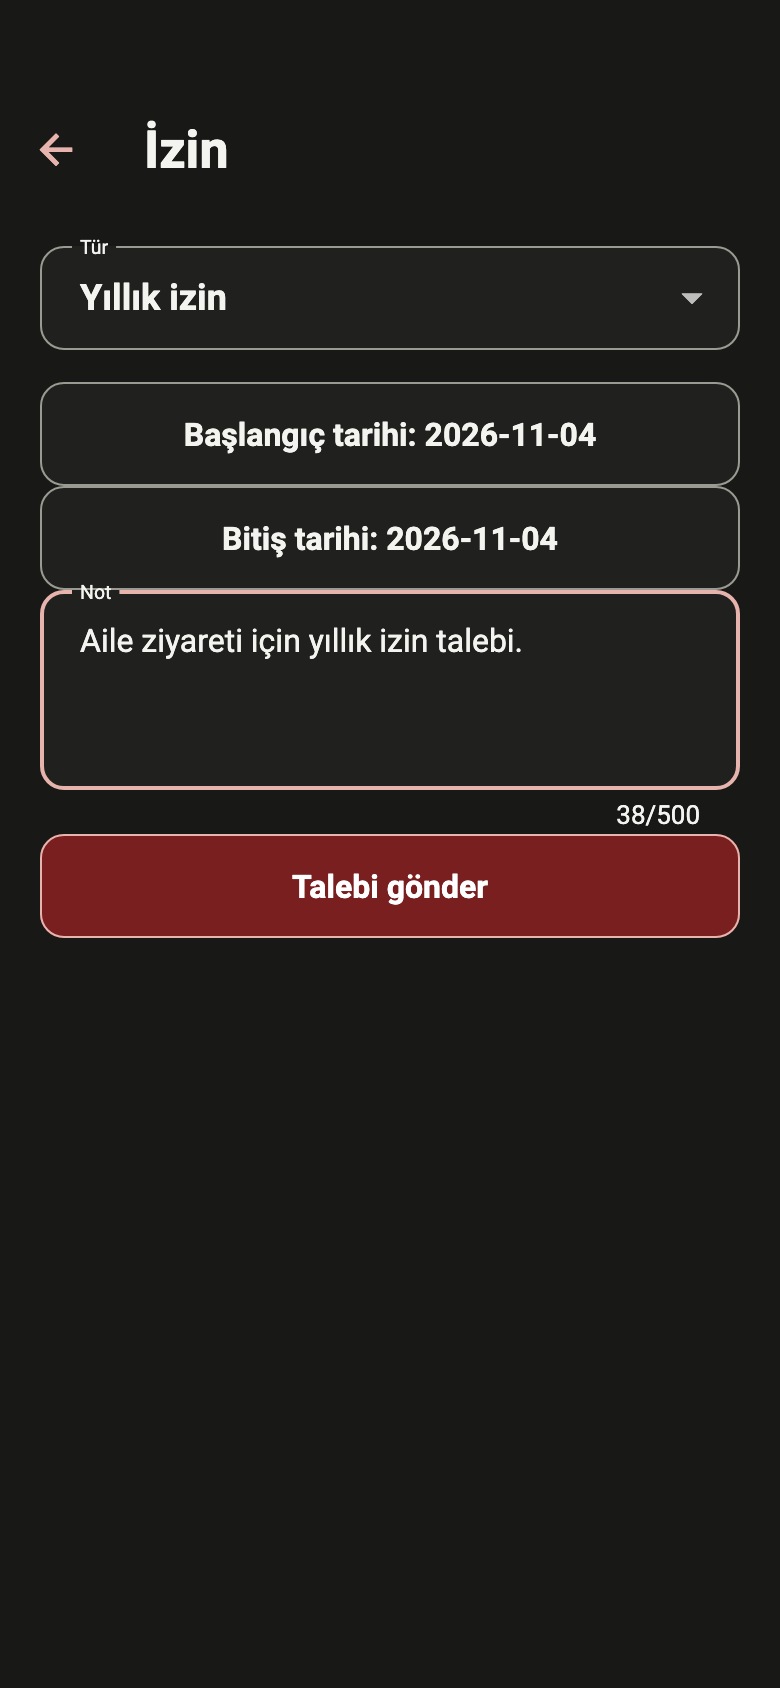 İzin
Tür
Yıllık izin
Başlangıç tarihi: 2026-11-04
Bitiş tarihi: 2026-11-04
Not
Aile ziyareti için yıllık izin talebi.
38/500
Talebi gönder